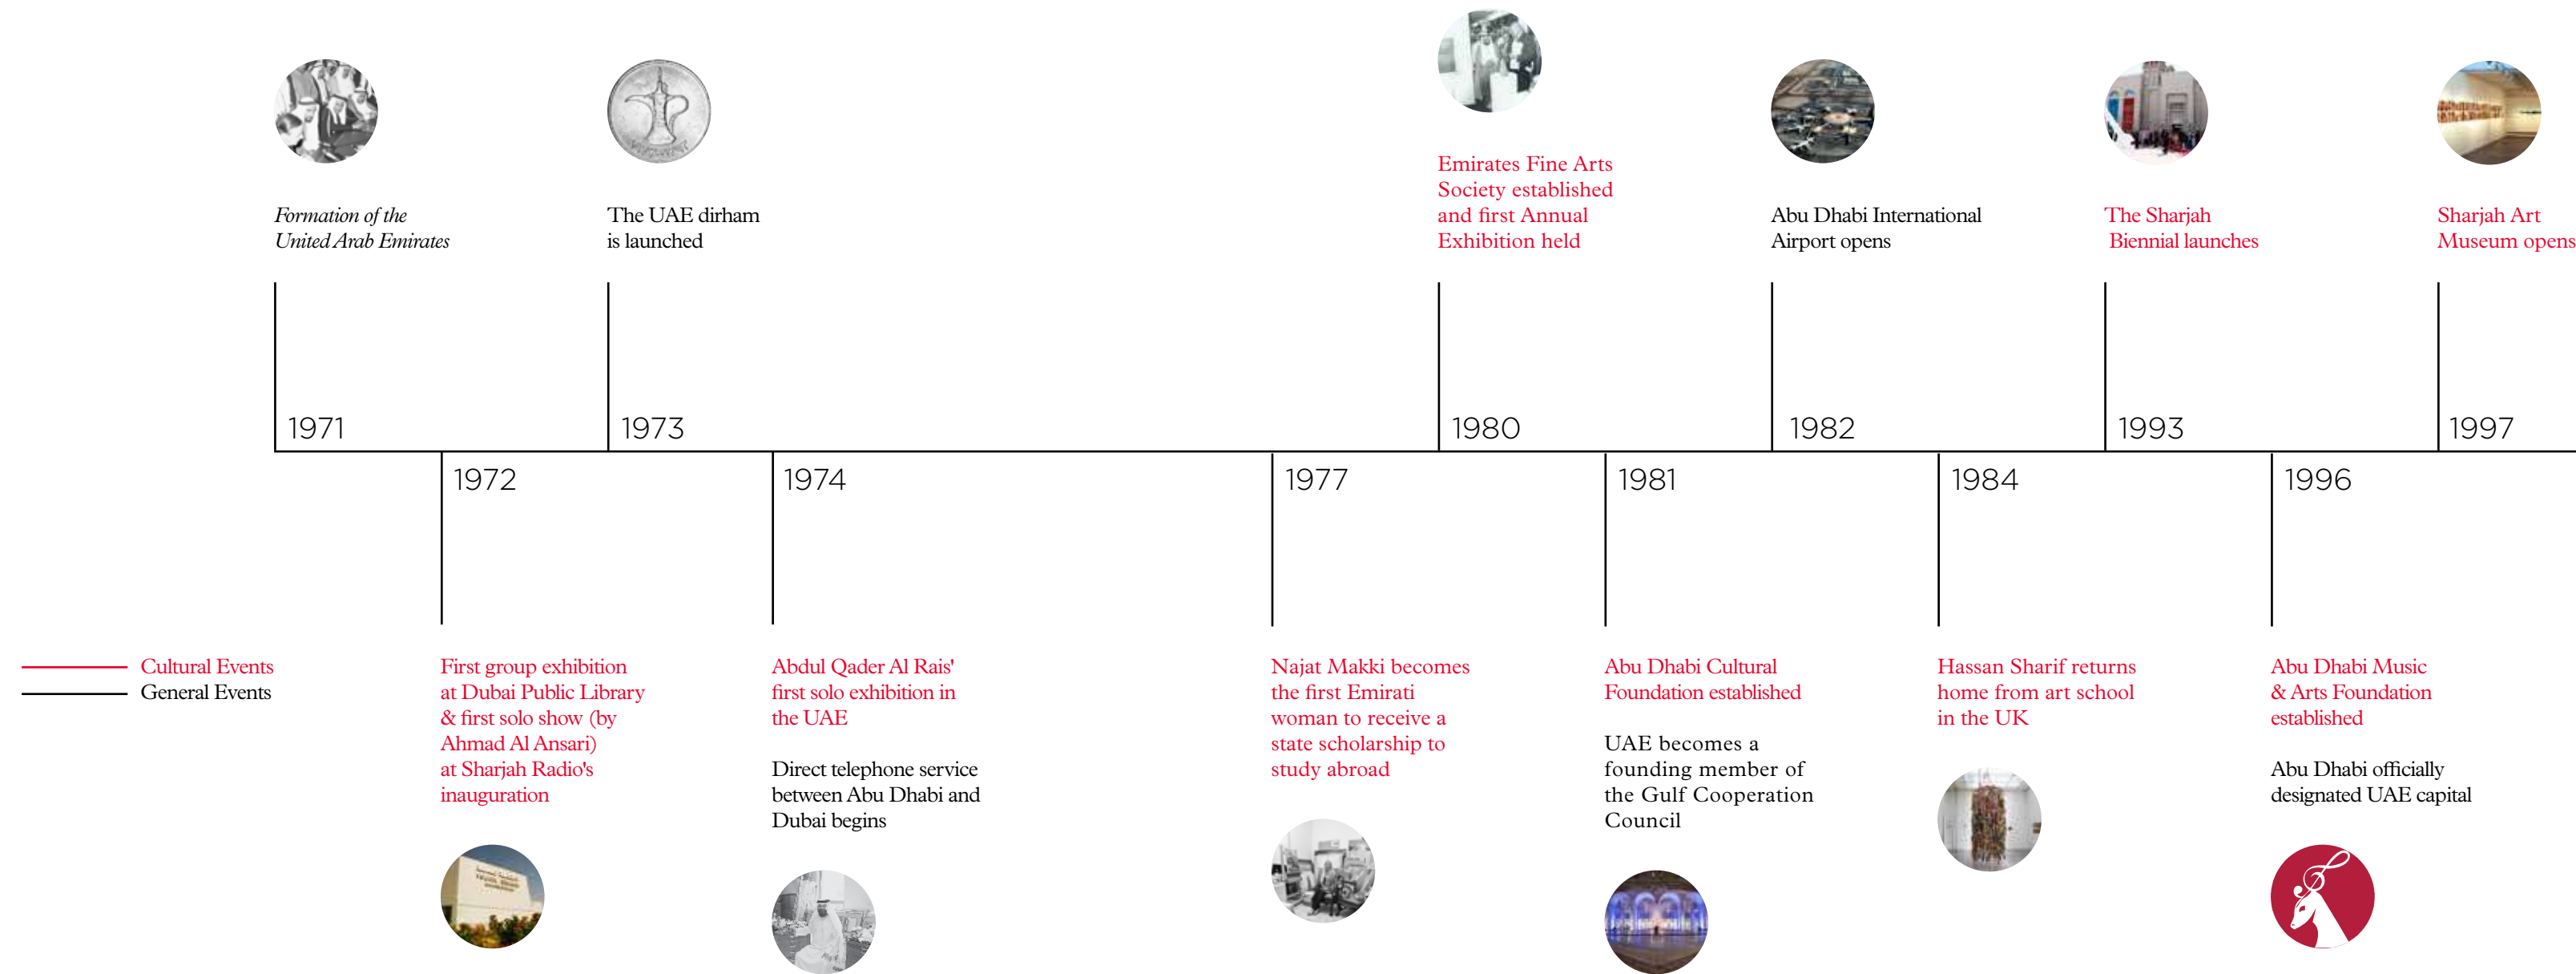 Formation of the
United Arab Emirates
1971
First group exhibition
at Dubai Public Library
& first solo show (by
Ahmad Al Ansari)
at Sharjah Radio's
inauguration
1972
The UAE dirham
is launched
1973
1974
Abdul Qader Al Rais'
first solo exhibition in
the UAE
Direct telephone service
between Abu Dhabi and
Dubai begins
1977
Najat Makki becomes
the first Emirati
woman to receive a
state scholarship to
study abroad
Emirates Fine Arts
Society established
and first Annual
Exhibition held
1980
1981
Abu Dhabi Cultural
Foundation established
UAE becomes a
founding member of
the Gulf Cooperation
Council
Abu Dhabi International
Airport opens
1982
1984
Hassan Sharif returns
home from art school
in the UK
The Sharjah
Biennial launches
1993
1996
Abu Dhabi Music
& Arts Foundation
established
Abu Dhabi officially
designated UAE capital
Sharjah Art
Museum opens
1997
Cultural Events
General Events